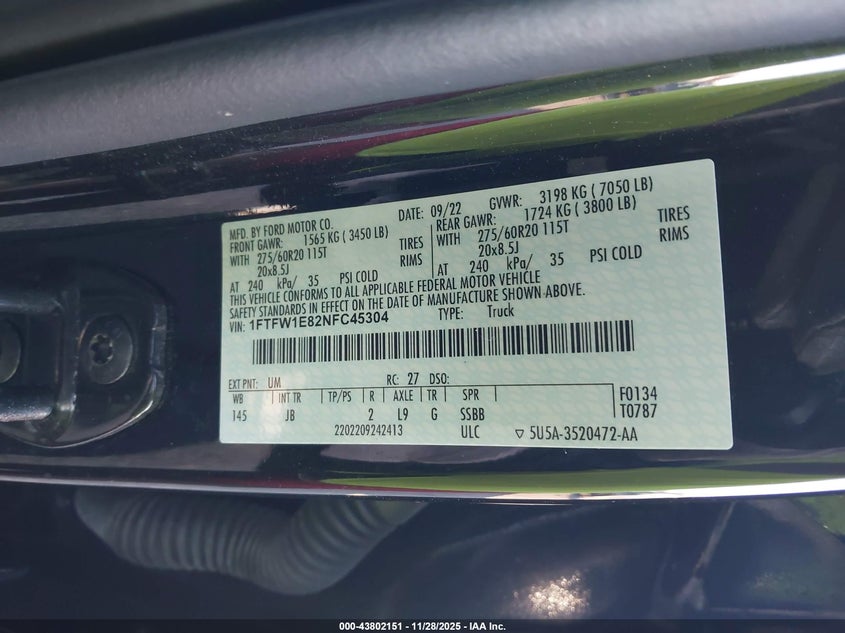 MFD. BY FORD MOTOR CO. DATE: 09/22 GVWR: 3198 KG ( 7050 LB)
FRONT GAWR: 1565 KG ( 3450 LB) REAR GAWR: 1724 KG ( 3800 LB)
WITH 275/60R20 115T TIRES WITH 275/60R20 115T TIRES
20x8.5J RIMS 20x8.5J RIMS
AT 240 kPa/ 35 PSI COLD AT 240 kPa/ 35 PSI COLD
THIS VEHICLE CONFORMS TO ALL APPLICABLE FEDERAL MOTOR VEHICLE
SAFETY STANDARDS IN EFFECT ON THE DATE OF MANUFACTURE SHOWN ABOVE.
VIN: 1FTFW1E82NFC45304 TYPE: Truck
EXT PNT: UM RC: 27 DSO:
WB INT TR TP/PS R AXLE TR SPR F0134
145 JB 2 L9 G SSBB T0787
2202209242413 ULC ▽ 5U5A-3520472-AA
000-43802151 - 11/28/2025 - IAA Inc.